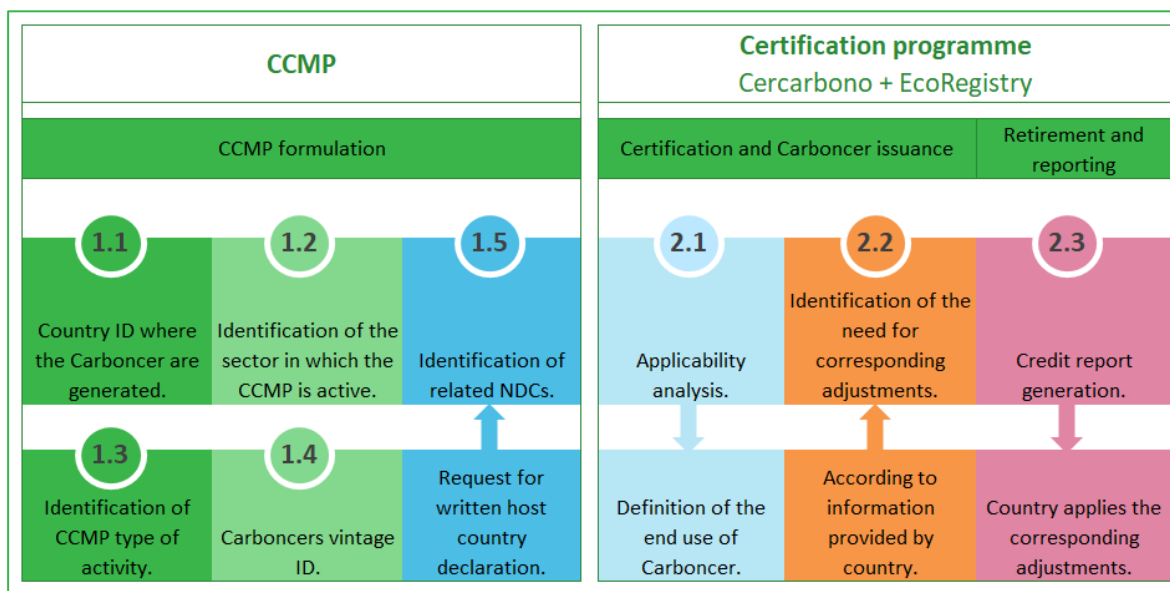 CCMP
CCMP formulation
1.1
Country ID where
the Carboncer are
generated.
1.2
Identification of the
sector in which the
CCMP is active.
1.5
Identification of
related NDCs.
1.3
Identification of
CCMP type of
activity.
1.4
Carboncers vintage
ID.
Request for
written host
country
declaration.
Certification programme
Cercarbono + EcoRegistry
Certification and Carboncer issuance
Retirement and
reporting
2.1
Applicability
analysis.
2.2
Identification of the
need for
corresponding
adjustments.
2.3
Credit report
generation.
Definition of the
end use of
Carboncer.
According to
information
provided by
country.
Country applies the
corresponding
adjustments.